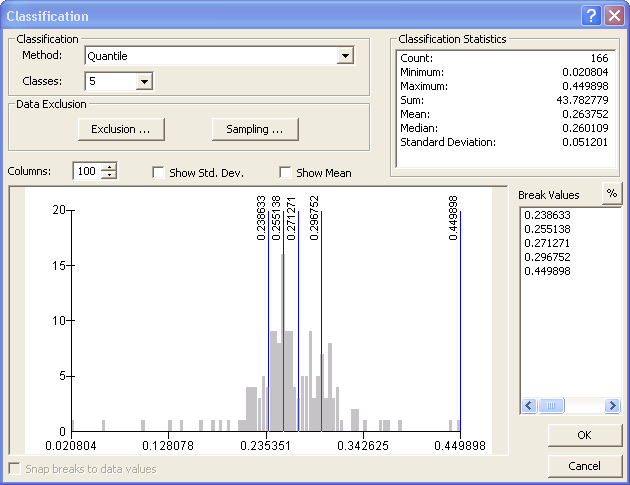 Classification
Classification
Method: Quantile
Classes: 5
Data Exclusion
Exclusion ...
Sampling ...
Classification Statistics
Count: 166
Minimum: 0.020804
Maximum: 0.449898
Sum: 43.782779
Mean: 0.263752
Median: 0.260109
Standard Deviation: 0.051201
Columns: 100
Show Std. Dev.
Show Mean
Break Values
%
0.238633
0.255138
0.271271
0.296752
0.449898
20
15
10
5
0
0.238633
0.255138
0.271271
0.296752
0.449898
0.020804
0.128078
0.235351
0.342625
0.449898
Snap breaks to data values
OK
Cancel